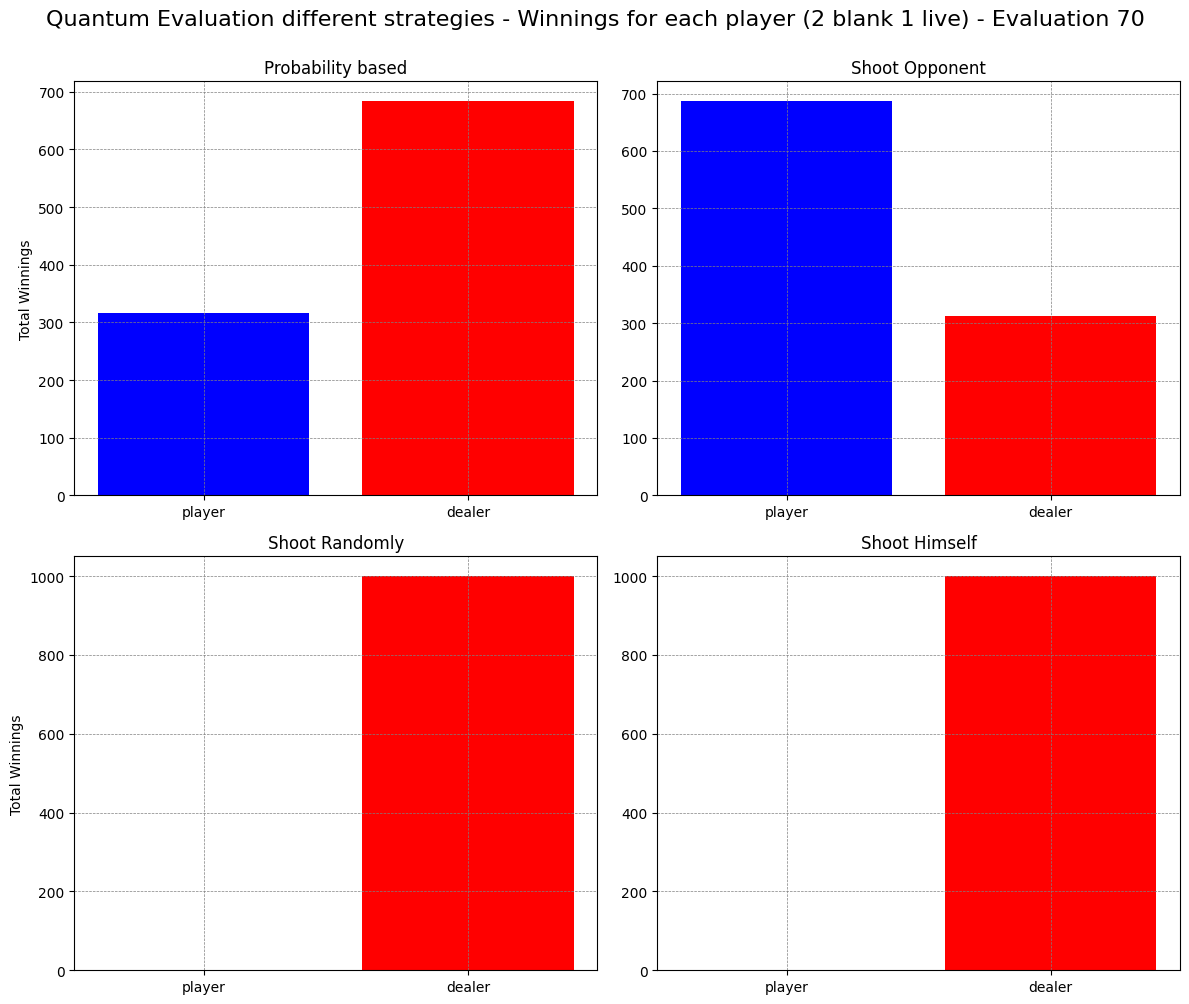 Quantum Evaluation different strategies - Winnings for each player (2 blank 1 live) - Evaluation 70
Probability based
Shoot Opponent
700
600
500
400
300
200
100
0
Total Winnings
player
dealer
700
600
500
400
300
200
100
0
player
dealer
Shoot Randomly
Shoot Himself
1000
800
600
400
200
0
Total Winnings
player
dealer
1000
800
600
400
200
0
player
dealer